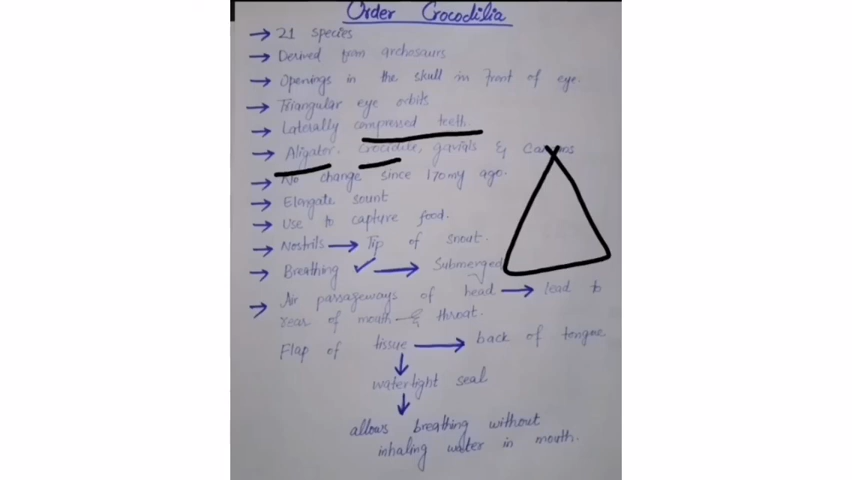 Order Crocodilia
→ 21 species
→ Derived from archosaurs
→ Openings in the skull in front of eye.
→ Triangular eye orbits
→ Laterally compressed teeth.
→ Aligater, Crocidile, gavials & Caimans
→ No change since 170my ago.
→ Elongate sount
→ Use to capture food.
→ Nostrils → Tip of snout.
→ Breathing ✓ → Submerged
→ Air passageways of head → lead to
rear of mouth & throat.
Flap of tissue → back of tongue
↓
watertight seal
↓
allows breathing without
inhaling water in mouth.